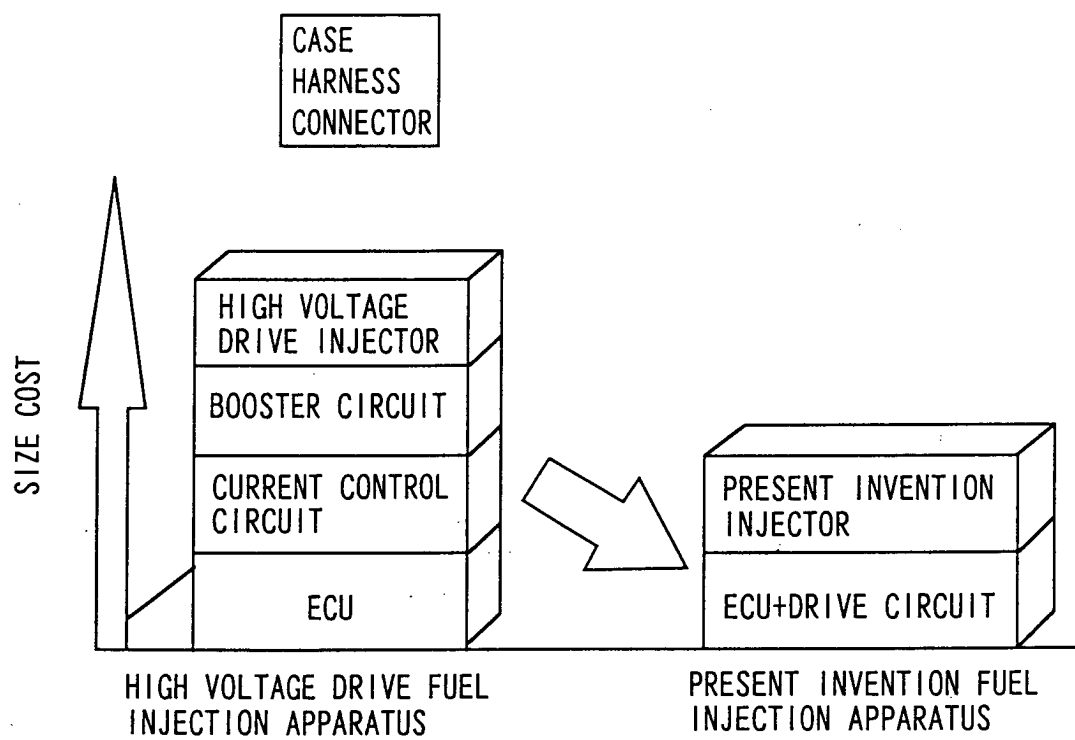 CASE
HARNESS
CONNECTOR
SIZE COST
HIGH VOLTAGE
DRIVE INJECTOR
BOOSTER CIRCUIT
CURRENT CONTROL
CIRCUIT
ECU
PRESENT INVENTION
INJECTOR
ECU+DRIVE CIRCUIT
HIGH VOLTAGE DRIVE FUEL
INJECTION APPARATUS
PRESENT INVENTION FUEL
INJECTION APPARATUS